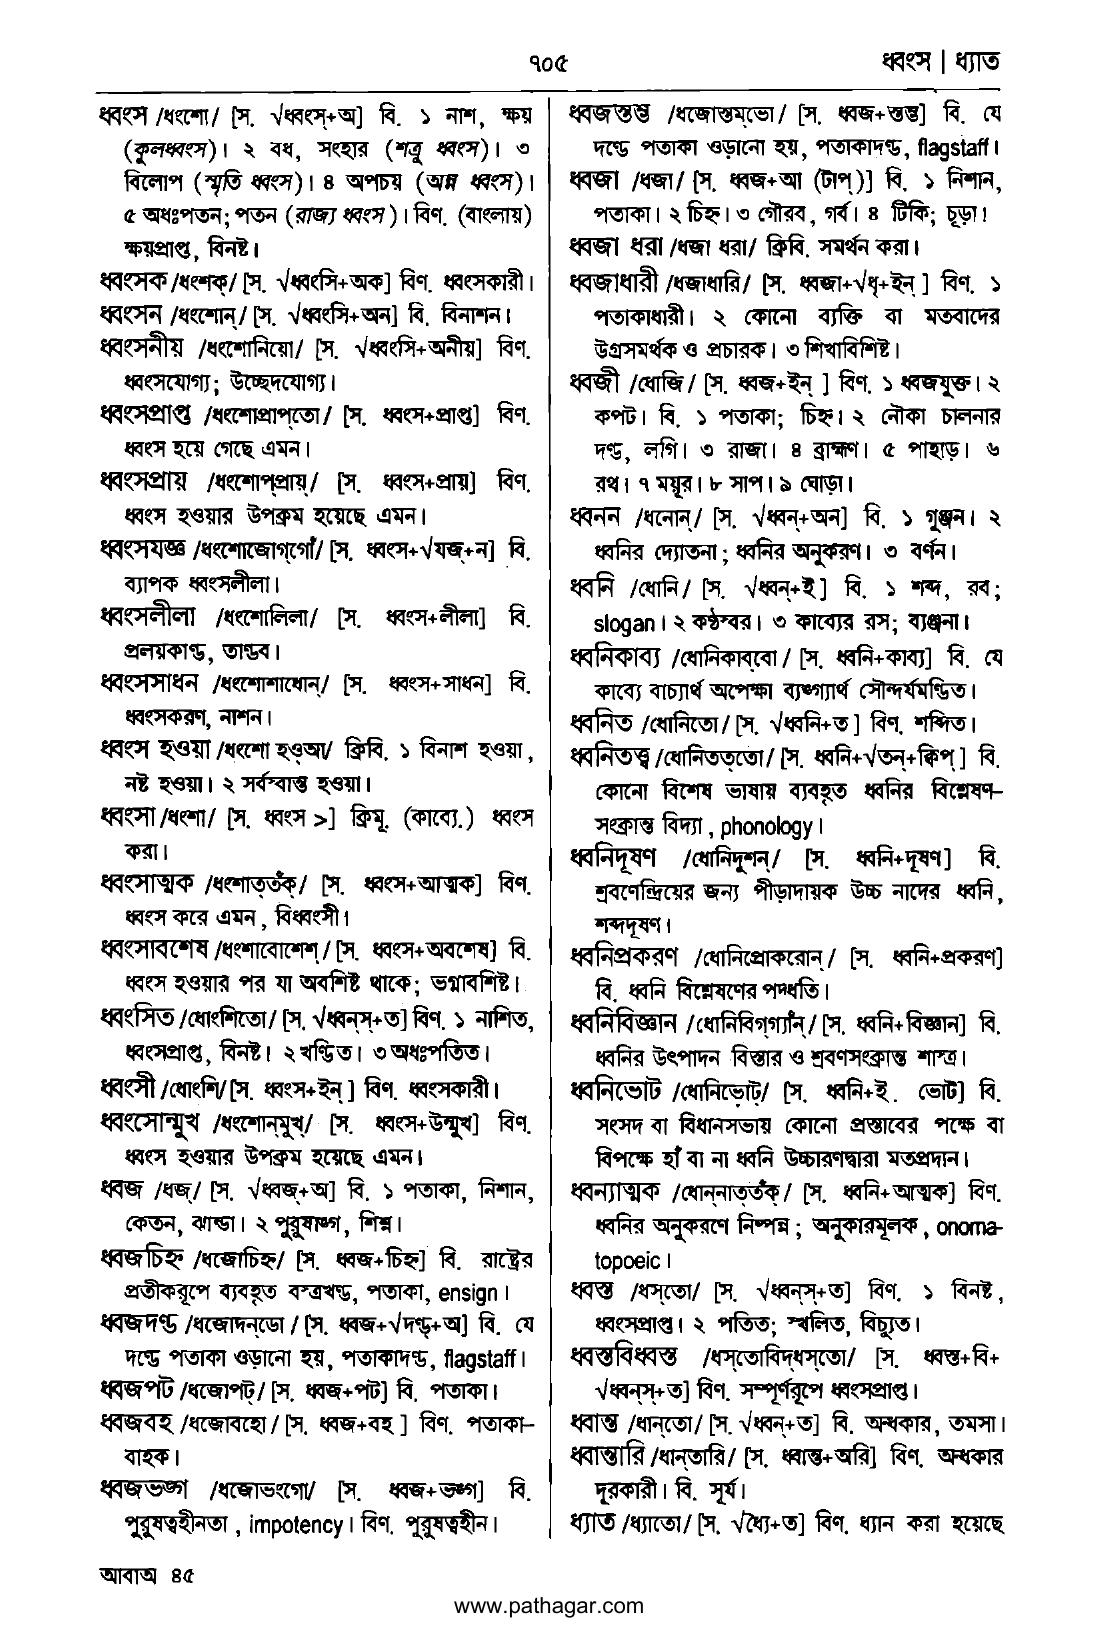 ৭০৫
ধ্বংস | ধ্যাত
ধ্বংস /ধংশো/ [স. √ধ্বংস্+অ] বি. ১ নাশ, ক্ষয়
(কুলধ্বংস)। ২ বধ, সংহার (শত্রু ধ্বংস)। ৩
বিলোপ (স্মৃতি ধ্বংস)। ৪ অপচয় (অন্ন ধ্বংস)।
৫ অধঃপতন; পতন (রাজ্য ধ্বংস)। বিণ. (বাংলায়)
ক্ষয়প্রাপ্ত, বিনষ্ট।
ধ্বংসক /ধংশক্/ [স. √ধ্বংসি+অক] বিণ. ধ্বংসকারী।
ধ্বংসন /ধংশোন্/ [স. √ধ্বংসি+অন] বি. বিনাশন।
ধ্বংসনীয় /ধংশোনিয়ো/ [স. √ধ্বংসি+অনীয়] বিণ.
ধ্বংসযোগ্য; উচ্ছেদযোগ্য।
ধ্বংসপ্রাপ্ত /ধংশোপ্রাপ্‌তো/ [স. ধ্বংস+প্রাপ্ত] বিণ.
ধ্বংস হয়ে গেছে এমন।
ধ্বংসপ্রায় /ধংশোপ্‌প্রায়্/ [স. ধ্বংস+প্রায়] বিণ.
ধ্বংস হওয়ার উপক্রম হয়েছে এমন।
ধ্বংসযজ্ঞ /ধংশোজোগ্‌গোঁ/ [স. ধ্বংস+√যজ্+ন] বি.
ব্যাপক ধ্বংসলীলা।
ধ্বংসলীলা /ধংশোলিলা/ [স. ধ্বংস+লীলা] বি.
প্রলয়কাণ্ড, তাণ্ডব।
ধ্বংসসাধন /ধংশোশাধোন্/ [স. ধ্বংস+সাধন] বি.
ধ্বংসকরণ, নাশন।
ধ্বংস হওয়া /ধংশো হওআ/ ক্রিবি. ১ বিনাশ হওয়া,
নষ্ট হওয়া। ২ সর্বস্বান্ত হওয়া।
ধ্বংসা /ধংশা/ [স. ধ্বংস >] ক্রিমূ. (কাব্যে.) ধ্বংস
করা।
ধ্বংসাত্মক /ধংশাত্‌তঁক্/ [স. ধ্বংস+আত্মক] বিণ.
ধ্বংস করে এমন, বিধ্বংসী।
ধ্বংসাবশেষ /ধংশাবোশেশ্/ [স. ধ্বংস+অবশেষ] বি.
ধ্বংস হওয়ার পর যা অবশিষ্ট থাকে; ভগ্নাবশিষ্ট।
ধ্বংসিত /ধোংশিতো/ [স. √ধ্বন্‌স্+ত] বিণ. ১ নাশিত,
ধ্বংসপ্রাপ্ত, বিনষ্ট। ২ খণ্ডিত। ৩ অধঃপতিত।
ধ্বংসী /ধোংশি/ [স. ধ্বংস+ইন্ ] বিণ. ধ্বংসকারী।
ধ্বংসোন্মুখ /ধংশোন্‌মুখ্/ [স. ধ্বংস+উন্মুখ] বিণ.
ধ্বংস হওয়ার উপক্রম হয়েছে এমন।
ধ্বজ /ধজ্/ [স. √ধ্বজ্+অ] বি. ১ পতাকা, নিশান,
কেতন, ঝাণ্ডা। ২ পুরুষাঙ্গ, শিশ্ন।
ধ্বজচিহ্ন /ধজোচিহ্ন/ [স. ধ্বজ+চিহ্ন] বি. রাষ্ট্রের
প্রতীকরূপে ব্যবহৃত বস্ত্রখণ্ড, পতাকা, ensign।
ধ্বজদণ্ড /ধজোদন্‌ডো / [স. ধ্বজ+√দণ্ড্+অ] বি. যে
দণ্ডে পতাকা ওড়ানো হয়, পতাকাদণ্ড, flagstaff।
ধ্বজপট /ধজোপট্/ [স. ধ্বজ+পট] বি. পতাকা।
ধ্বজবহ /ধজোবহো/ [স. ধ্বজ+বহ ] বিণ. পতাকা-
বাহক।
ধ্বজভঙ্গ /ধজোভংগো/ [স. ধ্বজ+ভঙ্গ] বি.
পুরুষত্বহীনতা, impotency। বিণ. পুরুষত্বহীন।
ধ্বজস্তম্ভ /ধজোস্তম্‌ভো/ [স. ধ্বজ+স্তম্ভ] বি. যে
দণ্ডে পতাকা ওড়ানো হয়, পতাকাদণ্ড, flagstaff।
ধ্বজা /ধজা/ [স. ধ্বজ+আ (টাপ্)] বি. ১ নিশান,
পতাকা। ২ চিহ্ন। ৩ গৌরব, গর্ব। ৪ টিকি; চূড়া।
ধ্বজা ধরা /ধজা ধরা/ ক্রিবি. সমর্থন করা।
ধ্বজাধারী /ধজাধারি/ [স. ধ্বজা+√ধৃ+ইন্ ] বিণ. ১
পতাকাধারী। ২ কোনো ব্যক্তি বা মতবাদের
উগ্রসমর্থক ও প্রচারক। ৩ শিখাবিশিষ্ট।
ধ্বজী /ধোজি/ [স. ধ্বজ+ইন্ ] বিণ. ১ ধ্বজযুক্ত। ২
কপট। বি. ১ পতাকা; চিহ্ন। ২ নৌকা চালনার
দণ্ড, লগি। ৩ রাজা। ৪ ব্রাহ্মণ। ৫ পাহাড়। ৬
রথ। ৭ ময়ূর। ৮ সাপ। ৯ ঘোড়া।
ধ্বনন /ধনোন্/ [স. √ধ্বন্+অন] বি. ১ গুঞ্জন। ২
ধ্বনির দ্যোতনা; ধ্বনির অনুকরণ। ৩ বর্ণন।
ধ্বনি /ধোনি/ [স. √ধ্বন্+ই] বি. ১ শব্দ, রব;
slogan। ২ কণ্ঠস্বর। ৩ কাব্যের রস; ব্যঞ্জনা।
ধ্বনিকাব্য /ধোনিকাব্‌বো/ [স. ধ্বনি+কাব্য] বি. যে
কাব্যে বাচ্যার্থ অপেক্ষা ব্যঙ্গ্যার্থ সৌন্দর্যমণ্ডিত।
ধ্বনিত /ধোনিতো/ [স. √ধ্বনি+ত ] বিণ. শব্দিত।
ধ্বনিতত্ত্ব /ধোনিতত্‌তো/ [স. ধ্বনি+√তন্+ক্বিপ্ ] বি.
কোনো বিশেষ ভাষায় ব্যবহৃত ধ্বনির বিশ্লেষণ-
সংক্রান্ত বিদ্যা, phonology।
ধ্বনিদূষণ /ধোনিদুশন্/ [স. ধ্বনি+দূষণ] বি.
শ্রবণেন্দ্রিয়ের জন্য পীড়াদায়ক উচ্চ নাদের ধ্বনি,
শব্দদূষণ।
ধ্বনিপ্রকরণ /ধোনিপ্রোকরোন্/ [স. ধ্বনি+প্রকরণ]
বি. ধ্বনি বিশ্লেষণের পদ্ধতি।
ধ্বনিবিজ্ঞান /ধোনিবিগ্‌গ্যাঁন্/ [স. ধ্বনি+বিজ্ঞান] বি.
ধ্বনির উৎপাদন বিস্তার ও শ্রবণসংক্রান্ত শাস্ত্র।
ধ্বনিভোট /ধোনিভোট্/ [স. ধ্বনি+ই. ভোট] বি.
সংসদ বা বিধানসভায় কোনো প্রস্তাবের পক্ষে বা
বিপক্ষে হাঁ বা না ধ্বনি উচ্চারণদ্বারা মতপ্রদান।
ধ্বন্যাত্মক /ধোন্‌নাত্‌তঁক্/ [স. ধ্বনি+আত্মক] বিণ.
ধ্বনির অনুকরণে নিষ্পন্ন; অনুকারমূলক, onoma-
topoeic।
ধ্বস্ত /ধস্‌তো/ [স. √ধ্বন্‌স্+ত] বিণ. ১ বিনষ্ট,
ধ্বংসপ্রাপ্ত। ২ পতিত; স্খলিত, বিচ্যুত।
ধ্বস্তবিধ্বস্ত /ধস্‌তোবিদ্‌ধস্‌তো/ [স. ধ্বস্ত+বি+
√ধ্বন্‌স্+ত] বিণ. সম্পূর্ণরূপে ধ্বংসপ্রাপ্ত।
ধ্বান্ত /ধান্‌তো/ [স. √ধ্বন্+ত] বি. অন্ধকার, তমসা।
ধ্বান্তারি /ধান্‌তারি/ [স. ধ্বান্ত+অরি] বিণ. অন্ধকার
দূরকারী। বি. সূর্য।
ধ্যাত /ধ্যাতো/ [স. √ধ্যৈ+ত] বিণ. ধ্যান করা হয়েছে
আবাঅ ৪৫
www.pathagar.com